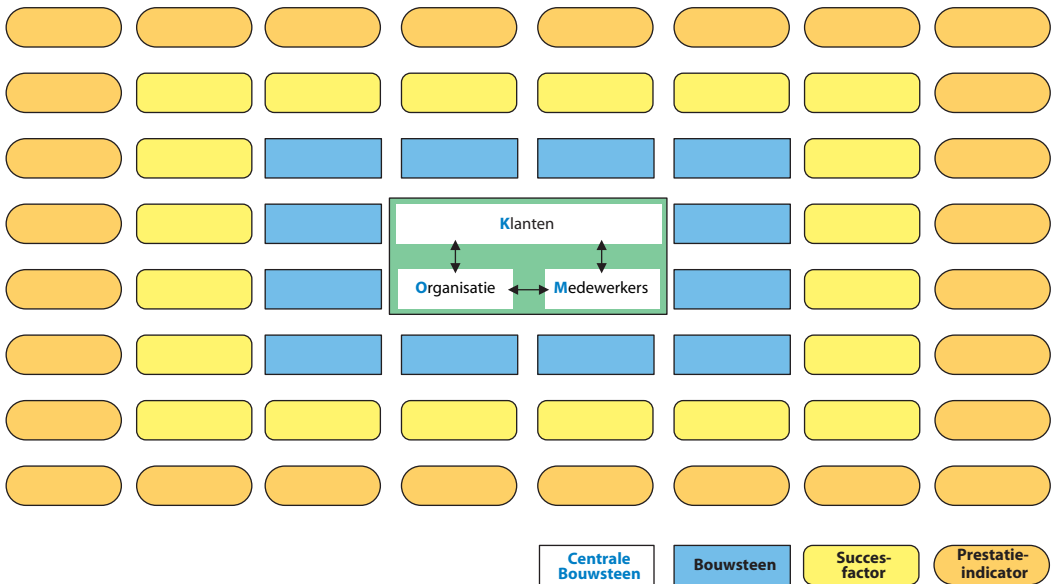 Klanten
Organisatie
Medewerkers
Centrale
Bouwsteen
Bouwsteen
Succes-
factor
Prestatie-
indicator